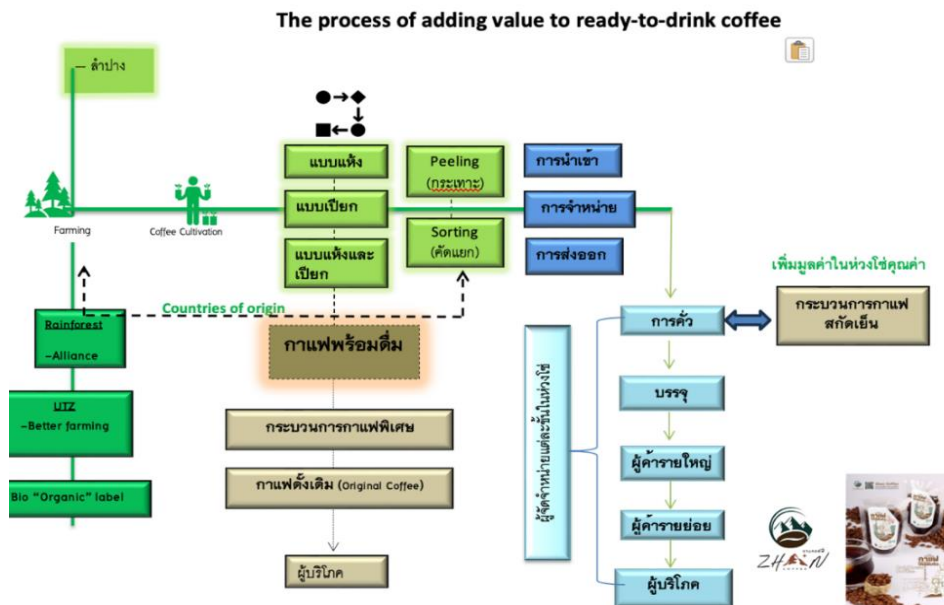 The process of adding value to ready-to-drink coffee
— ลำปาง
Farming
Coffee Cultivation
แบบแห้ง
แบบเปียก
แบบแห้งและ
เปียก
Peeling
(กระเทาะ)
Sorting
(คัดแยก)
การนำเข้า
การจำหน่าย
การส่งออก
Countries of origin
Rainforest
–Alliance
UTZ
–Better farming
Bio "Organic" label
กาแฟพร้อมดื่ม
กระบวนการกาแฟพิเศษ
กาแฟดั้งเดิม (Original Coffee)
ผู้บริโภค
ผู้จัดจำหน่ายแต่ละขั้นในห่วงโซ่
เพิ่มมูลค่าในห่วงโซ่คุณค่า
การคั่ว
กระบวนการกาแฟ
สกัดเย็น
บรรจุ
ผู้ค้ารายใหญ่
ผู้ค้ารายย่อย
ผู้บริโภค
ZHAN
COFFEE